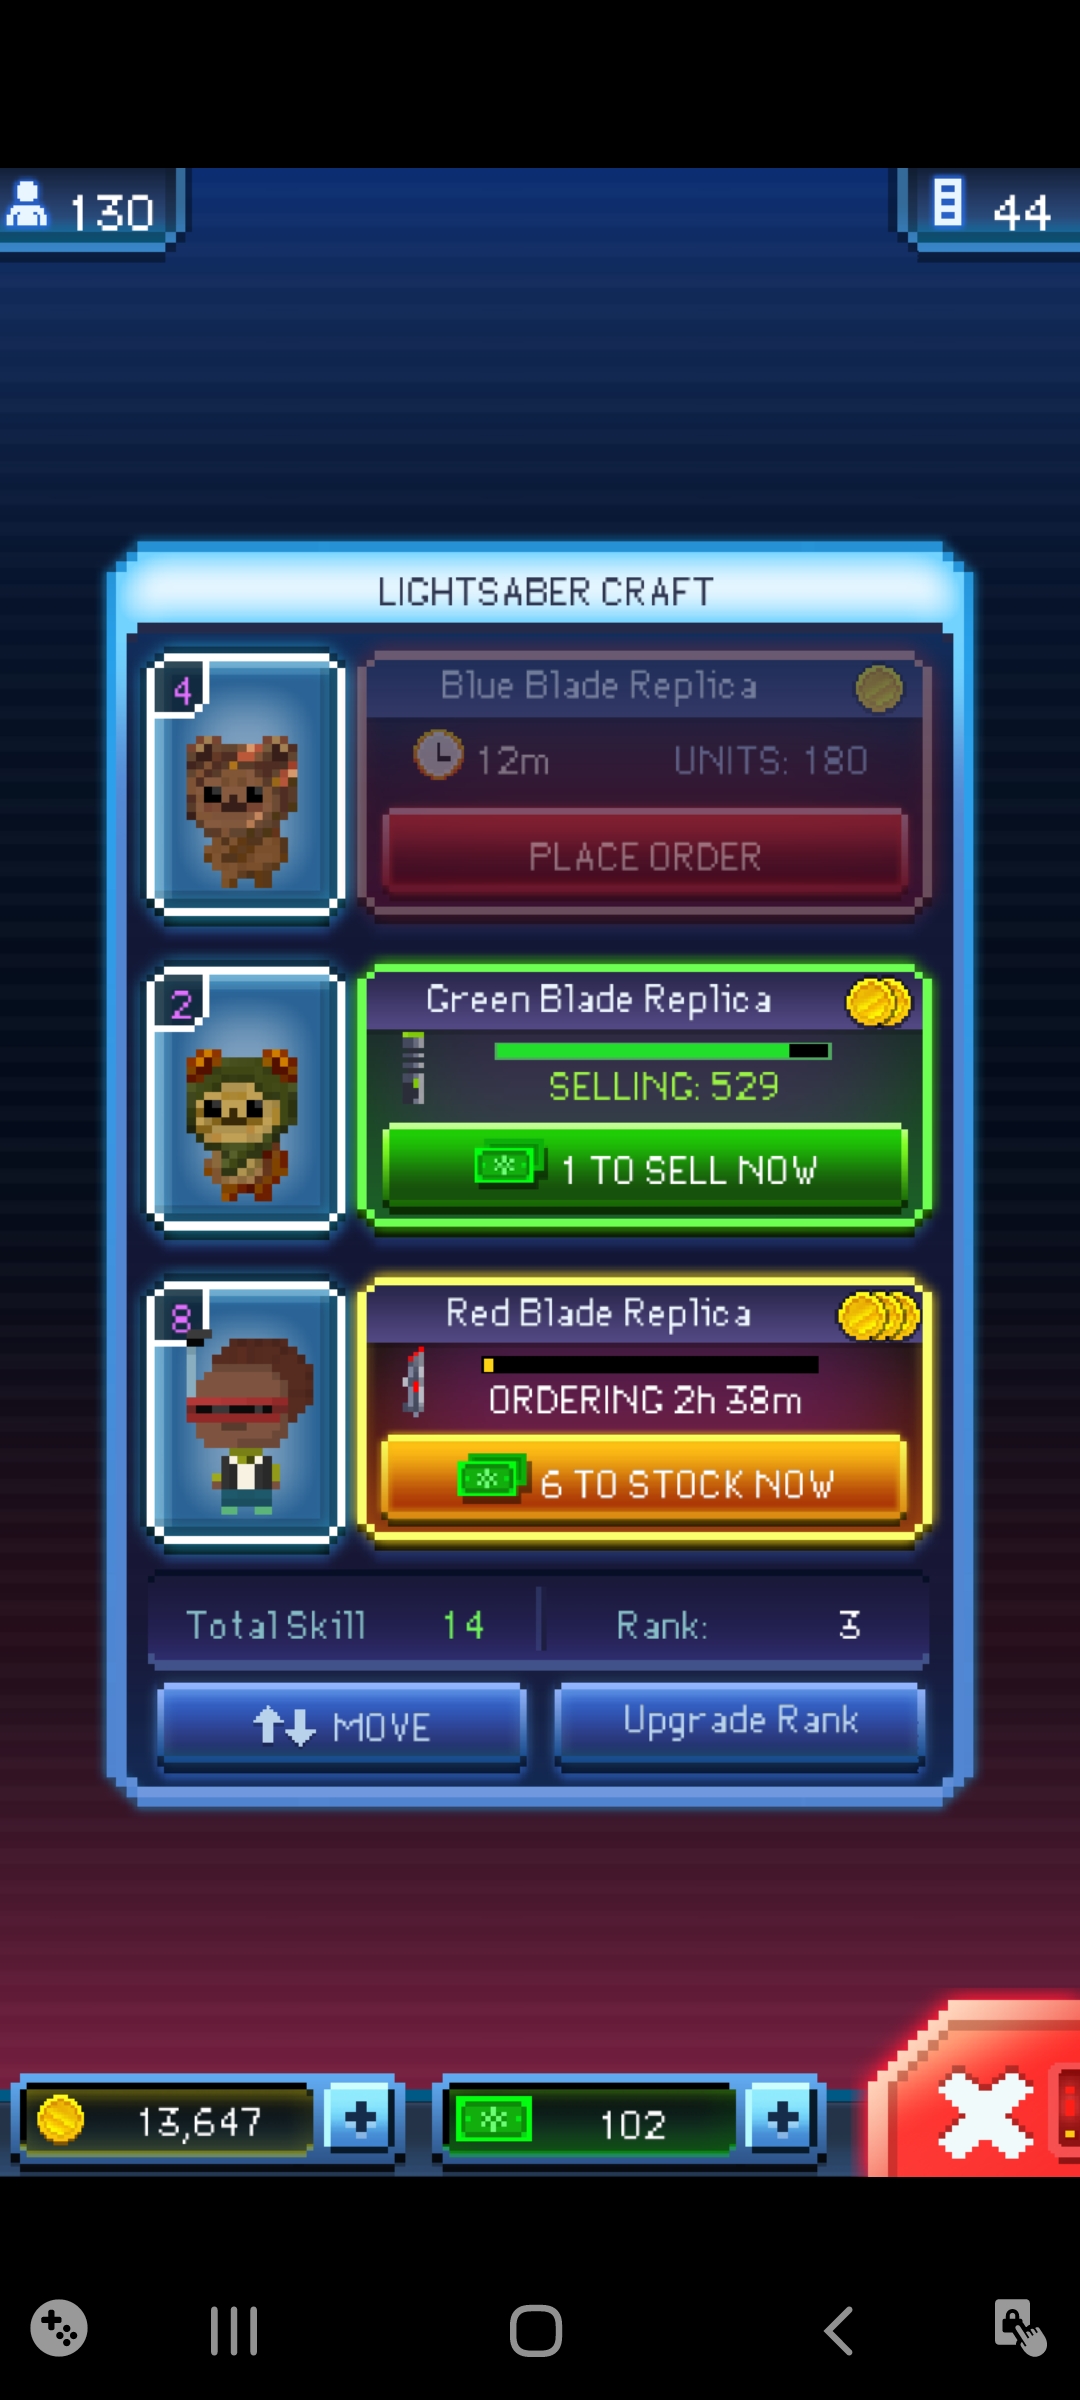 130
44
LIGHTSABER CRAFT
4
Blue Blade Replica
12m UNITS: 180
PLACE ORDER
2
Green Blade Replica
SELLING: 529
1 TO SELL NOW
8
Red Blade Replica
ORDERING 2h 38m
6 TO STOCK NOW
Total Skill 14 Rank: 3
MOVE Upgrade Rank
13,647 102